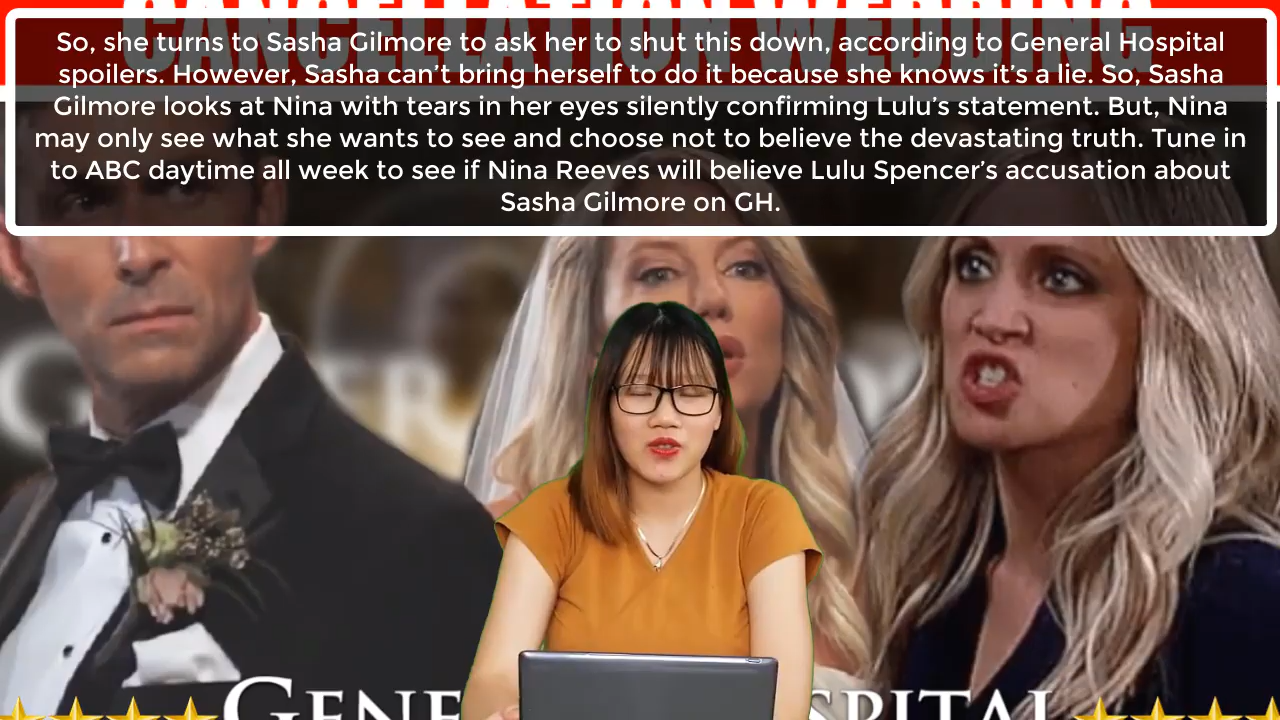 CANCELLATION WEDDING
So, she turns to Sasha Gilmore to ask her to shut this down, according to General Hospital
spoilers. However, Sasha can’t bring herself to do it because she knows it’s a lie. So, Sasha
Gilmore looks at Nina with tears in her eyes silently confirming Lulu’s statement. But, Nina
may only see what she wants to see and choose not to believe the devastating truth. Tune in
to ABC daytime all week to see if Nina Reeves will believe Lulu Spencer’s accusation about
Sasha Gilmore on GH.